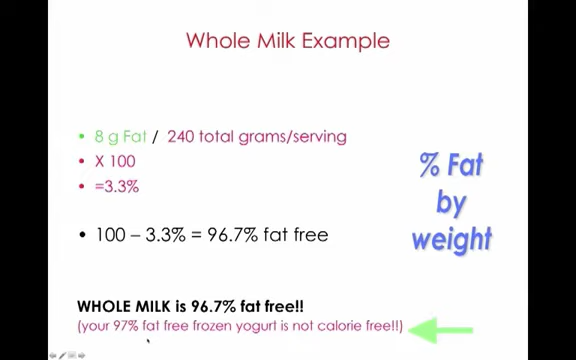 Whole Milk Example
• 8 g Fat / 240 total grams/serving
• X 100
• =3.3%
• 100 – 3.3% = 96.7% fat free
% Fat
by
weight
WHOLE MILK is 96.7% fat free!!
(your 97% fat free frozen yogurt is not calorie free!!)